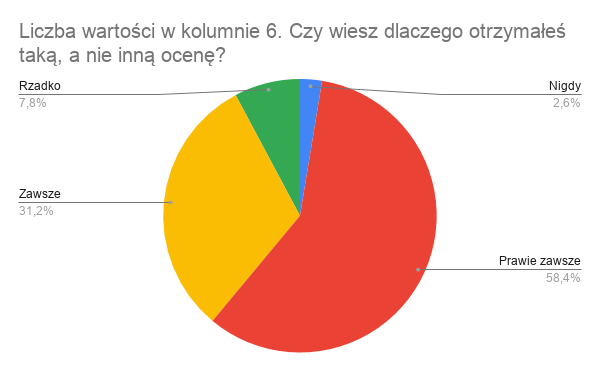 Liczba wartości w kolumnie 6. Czy wiesz dlaczego otrzymałeś
taką, a nie inną ocenę?
Rzadko
7,8%
Nigdy
2,6%
Zawsze
31,2%
Prawie zawsze
58,4%